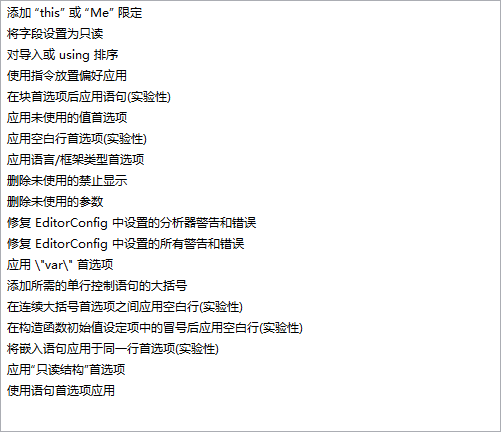 添加 “this” 或 “Me” 限定
将字段设置为只读
对导入或 using 排序
使用指令放置偏好应用
在块首选项后应用语句(实验性)
应用未使用的值首选项
应用空白行首选项(实验性)
应用语言/框架类型首选项
删除未使用的禁止显示
删除未使用的参数
修复 EditorConfig 中设置的分析器警告和错误
修复 EditorConfig 中设置的所有警告和错误
应用 \"var\" 首选项
添加所需的单行控制语句的大括号
在连续大括号首选项之间应用空白行(实验性)
在构造函数初始值设定项中的冒号后应用空白行(实验性)
将嵌入语句应用于同一行首选项(实验性)
应用“只读结构”首选项
使用语句首选项应用